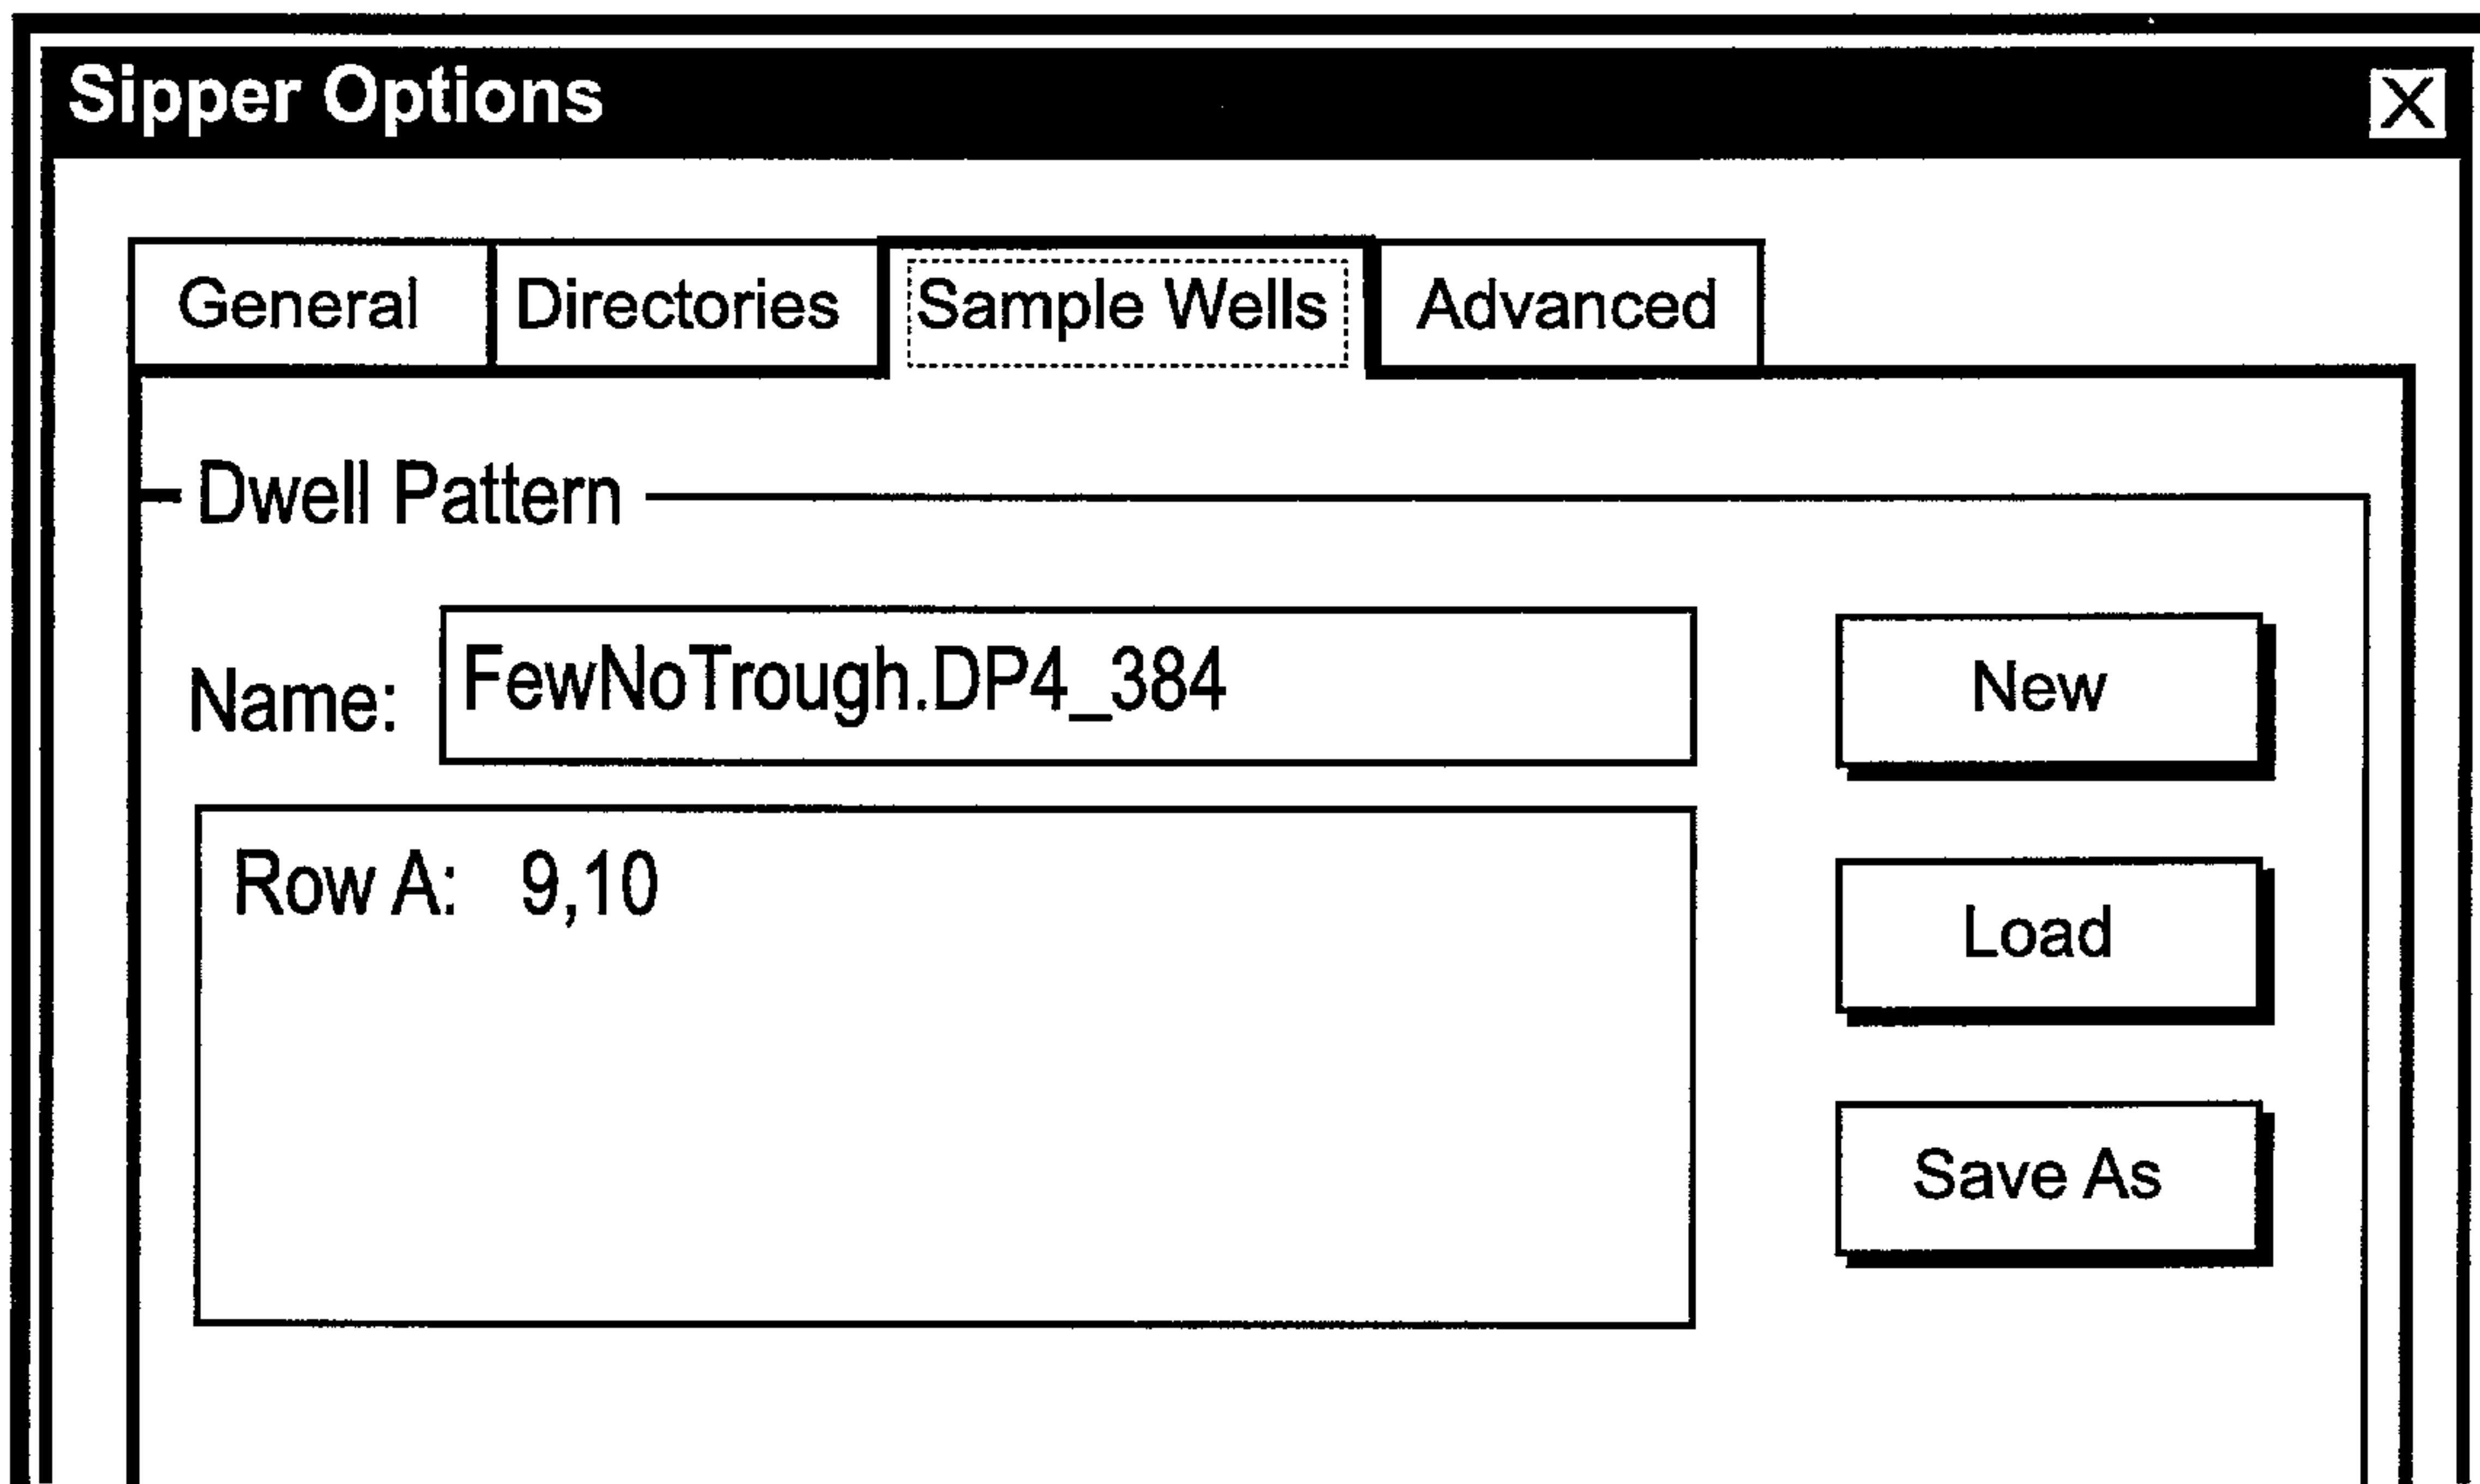 Sipper Options X
General Directories Sample Wells Advanced
Dwell Pattern
Name: FewNoTrough.DP4_384 New
Row A: 9,10
Load
Save As